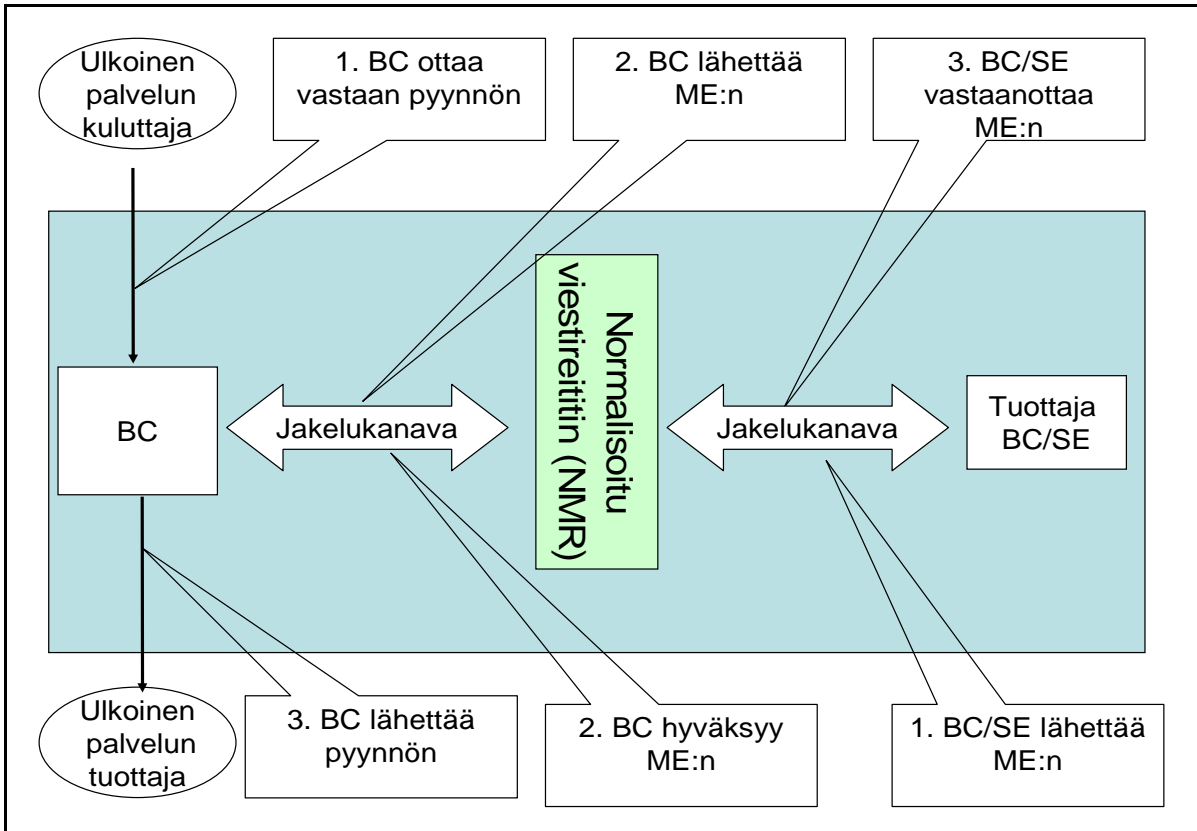 Ulkoinen
palvelun
kuluttaja
1. BC ottaa
vastaan pyynnön
2. BC lähettää
ME:n
3. BC/SE
vastaanottaa
ME:n
BC
Jakelukanava
Normalisoitu
viestireititin (NMR)
Jakelukanava
Tuottaja
BC/SE
Ulkoinen
palvelun
tuottaja
3. BC lähettää
pyynnön
2. BC hyväksyy
ME:n
1. BC/SE lähettää
ME:n